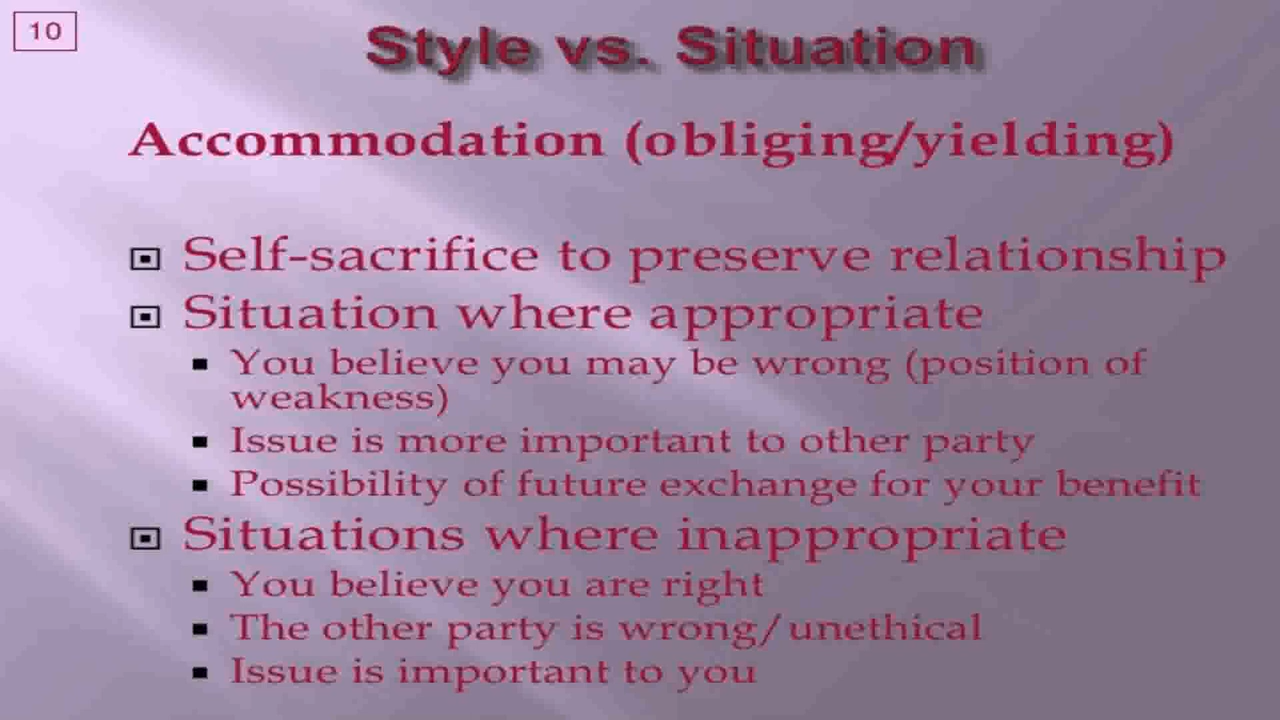 10
Style vs. Situation
Accommodation (obliging/yielding)
Self-sacrifice to preserve relationship
Situation where appropriate
You believe you may be wrong (position of
weakness)
Issue is more important to other party
Possibility of future exchange for your benefit
Situations where inappropriate
You believe you are right
The other party is wrong/unethical
Issue is important to you